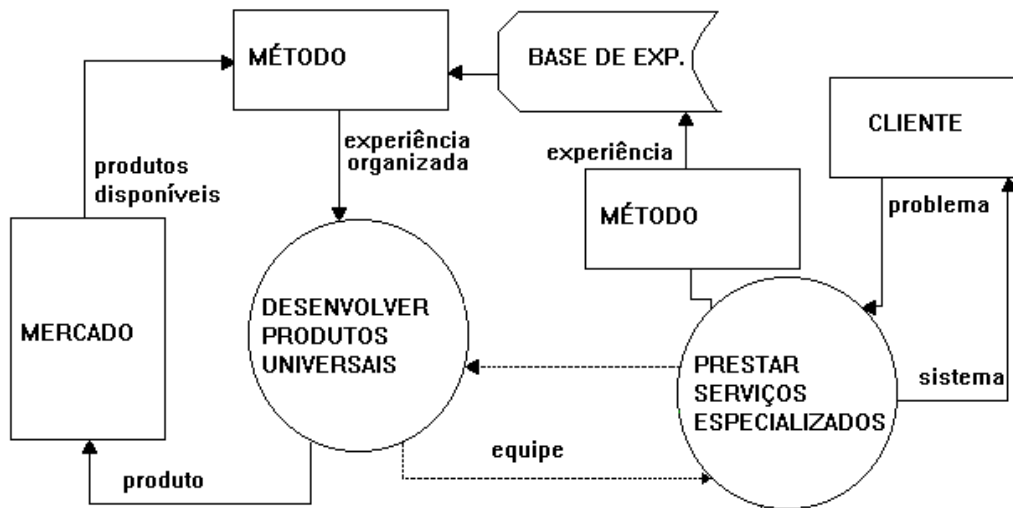 MÉTODO
BASE DE EXP.
CLIENTE
experiência
organizada
experiência
produtos
disponíveis
problema
MÉTODO
DESENVOLVER
PRODUTOS
UNIVERSAIS
MERCADO
PRESTAR
SERVIÇOS
ESPECIALIZADOS
sistema
equipe
produto